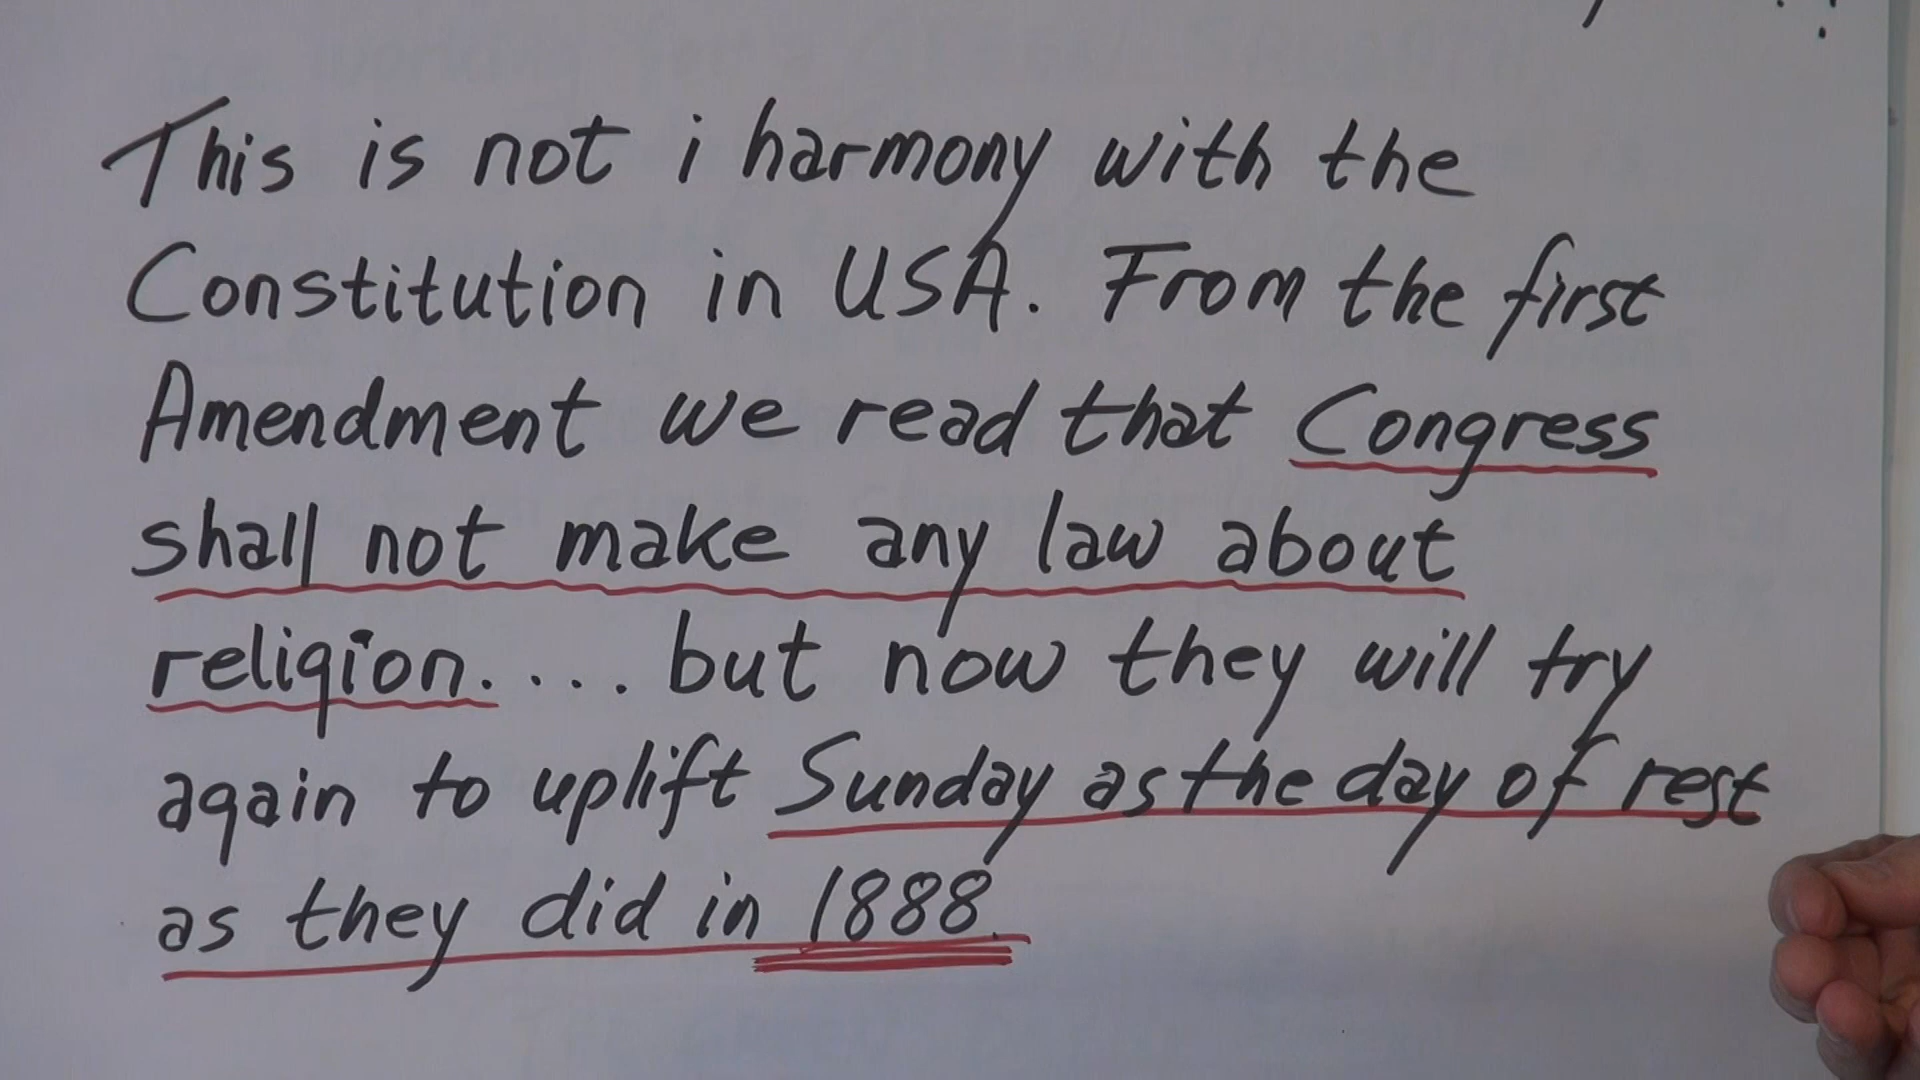 This is not i harmony with the
Constitution in USA. From the first
Amendment we read that Congress
shall not make any law about
religion.... but now they will try
again to uplift Sunday as the day of rest
as they did in 1888.